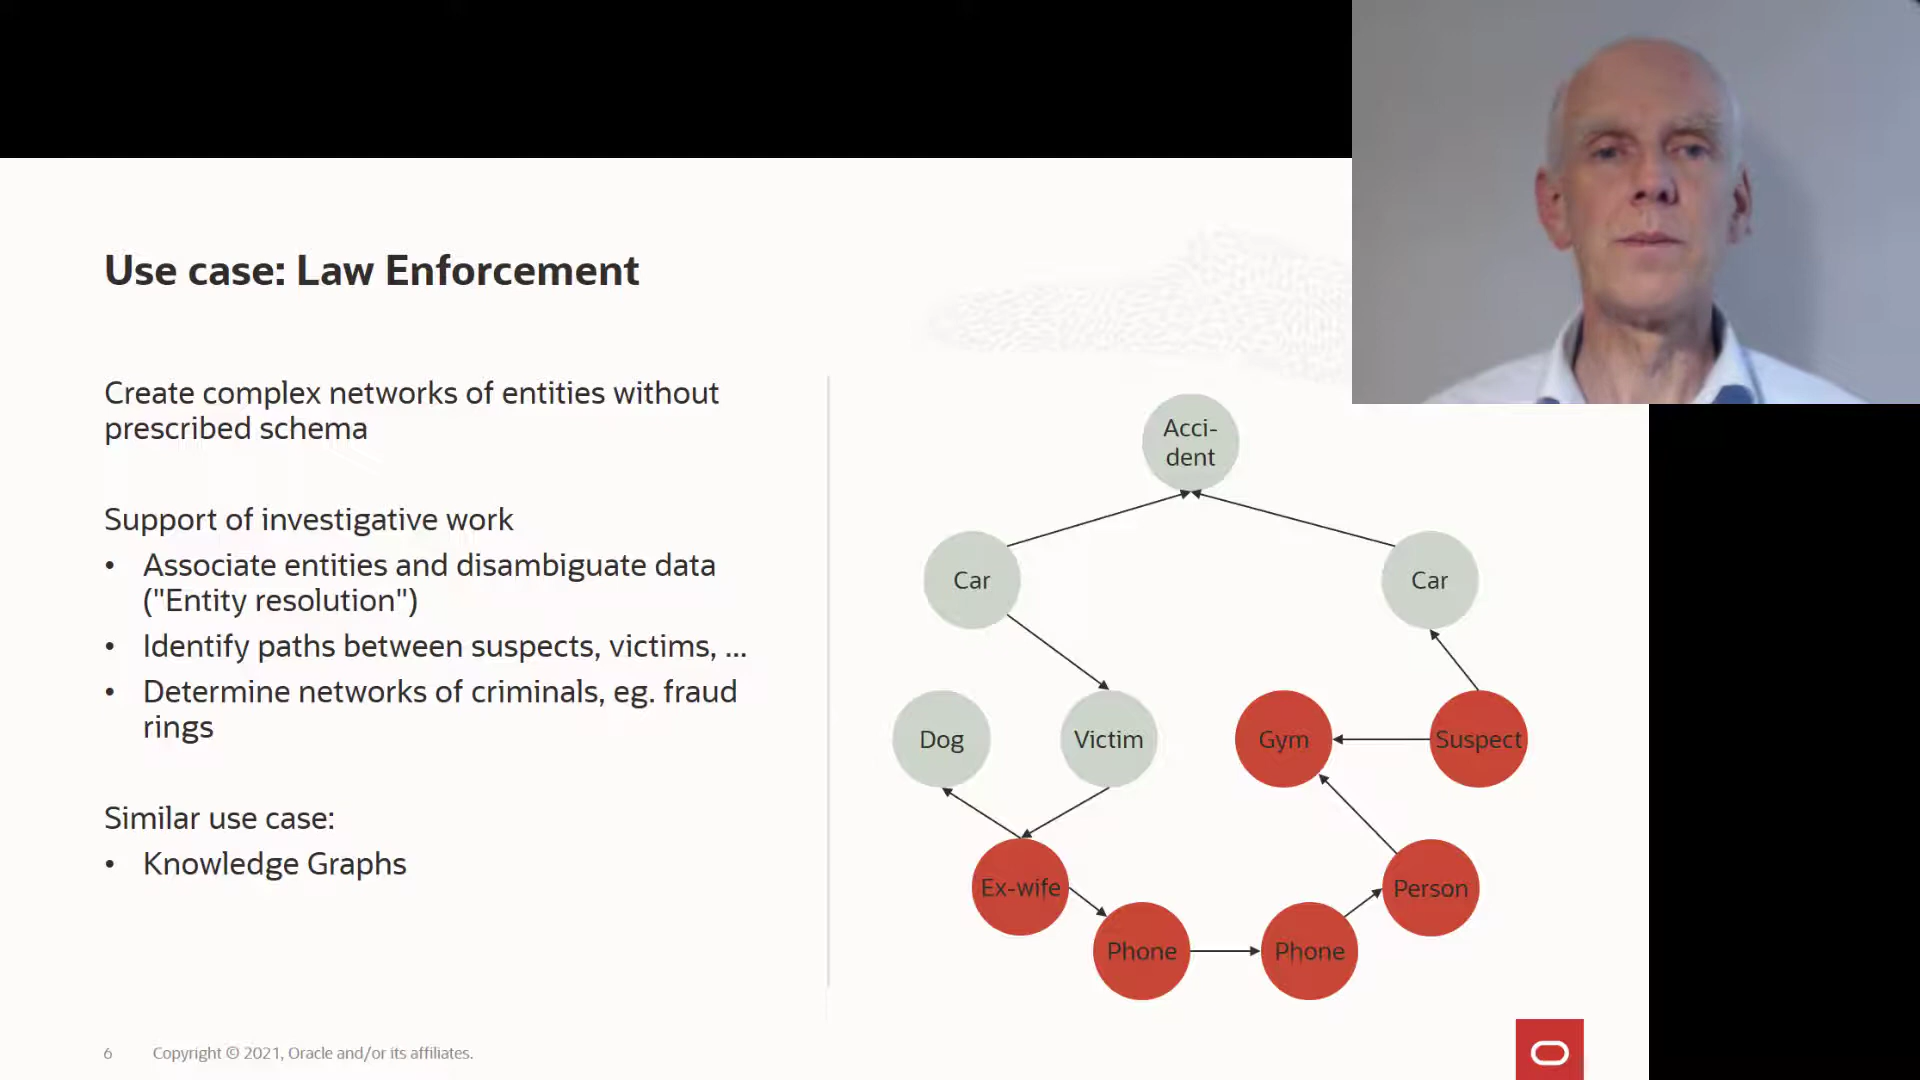 Use case: Law Enforcement
Create complex networks of entities without
prescribed schema
Support of investigative work
• Associate entities and disambiguate data
("Entity resolution")
• Identify paths between suspects, victims, ...
• Determine networks of criminals, eg. fraud
rings
Similar use case:
• Knowledge Graphs
Acci-
dent
Car
Car
Dog
Victim
Gym
Suspect
Ex-wife
Person
Phone
Phone
6
Copyright © 2021, Oracle and/or its affiliates.